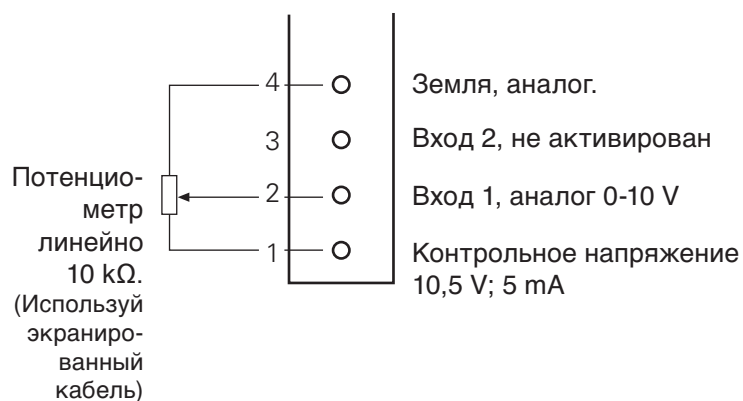 4 Земля, аналог.
3 Вход 2, не активирован
2 Вход 1, аналог 0-10 V
1 Контрольное напряжение
10,5 V; 5 mA
Потенцио-
метр
линейно
10 kΩ.
(Используй
экраниро-
ванный
кабель)